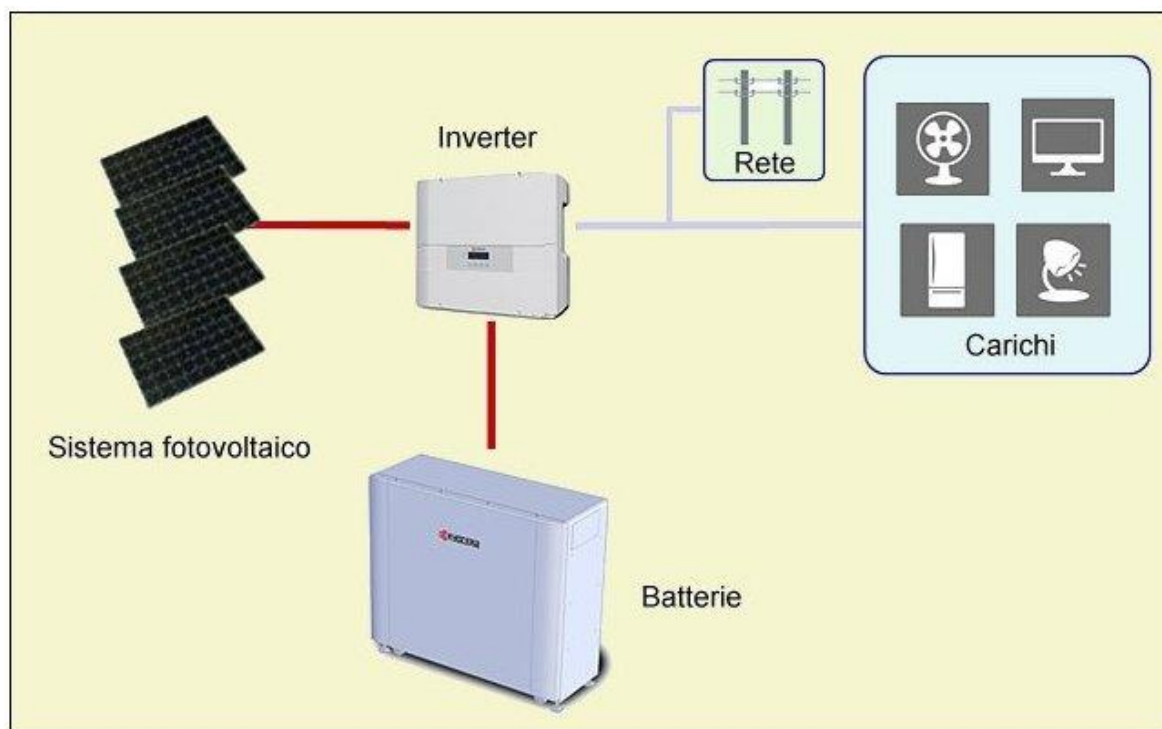 Inverter
Rete
Carichi
Sistema fotovoltaico
KYOCERA
Batterie